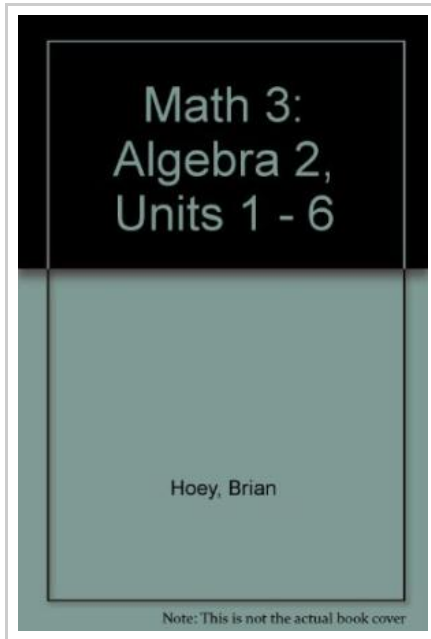 Math 3:
Algebra 2,
Units 1 - 6
Hoey, Brian
Note: This is not the actual book cover